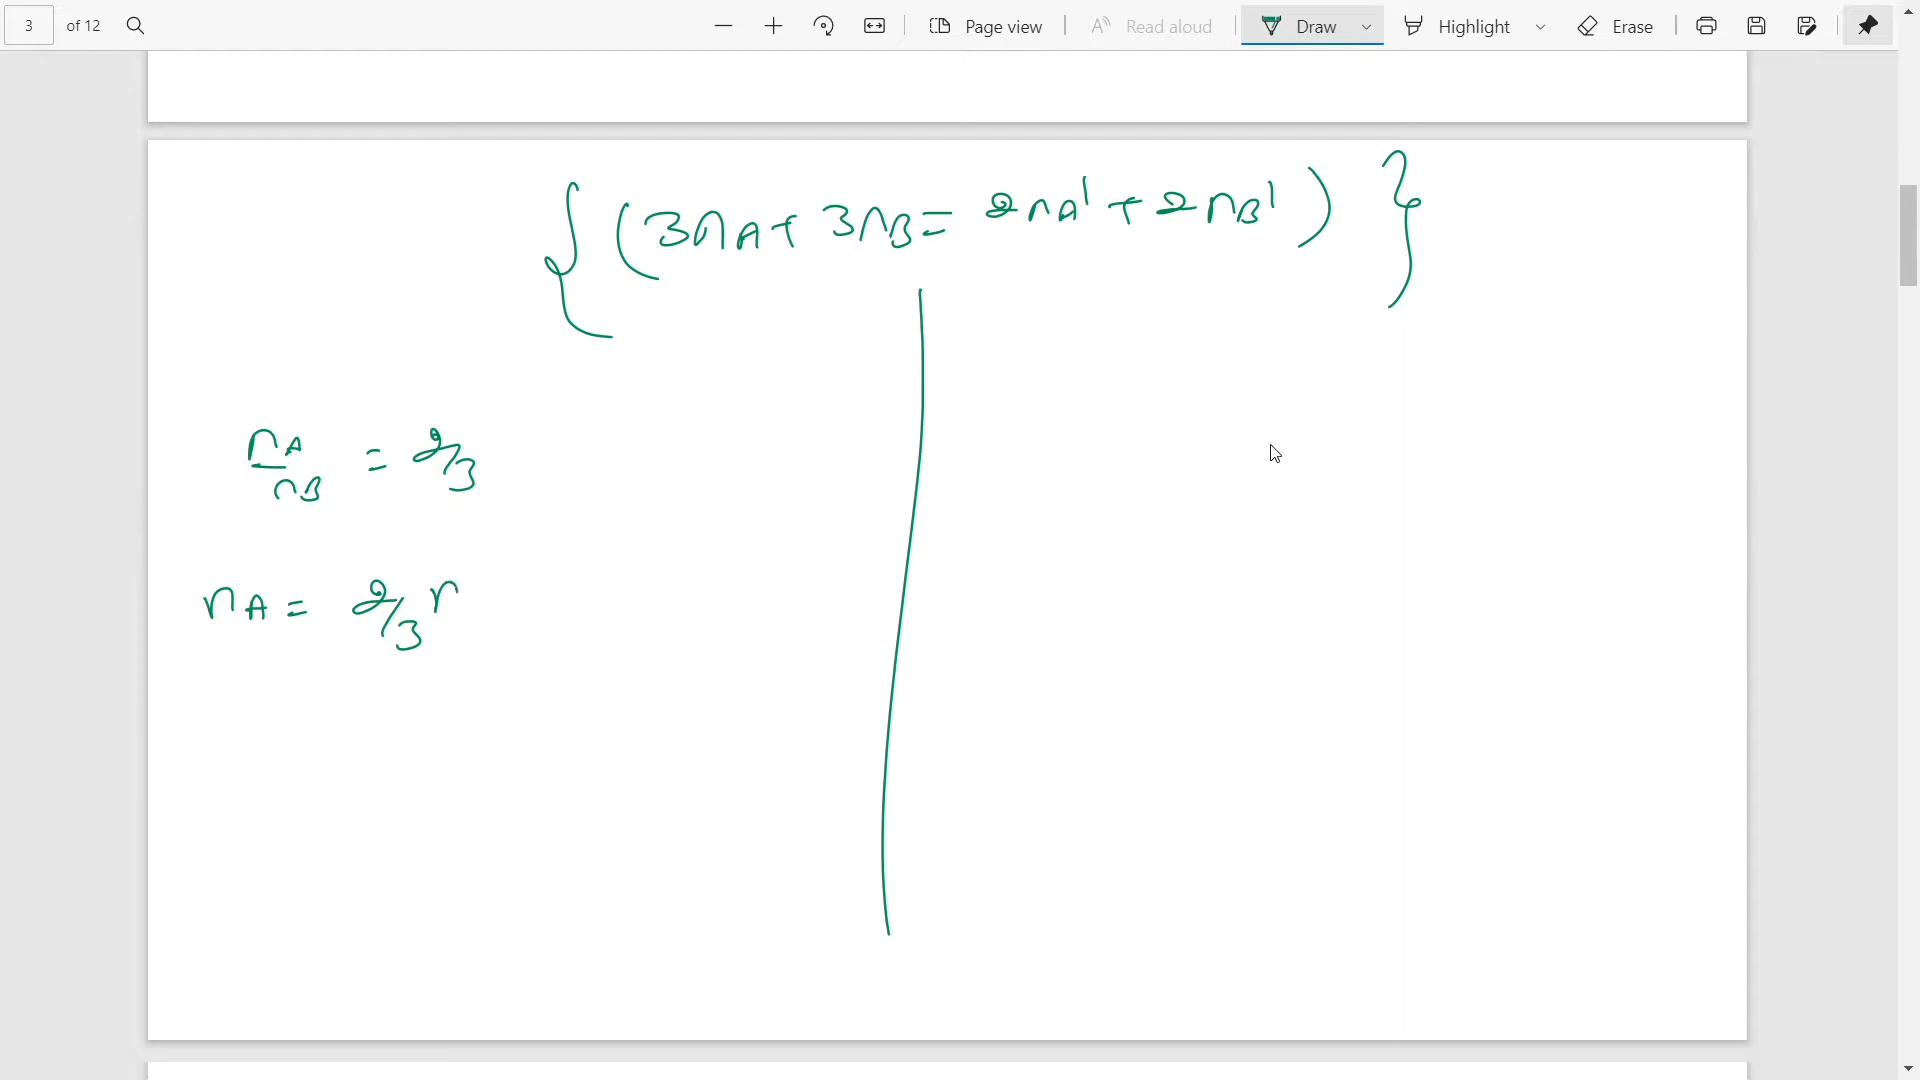 3 of 12 Page view Read aloud Draw Highlight Erase
{ (3nA + 3nB = 2nA' + 2nB') }
nA/nB = 2/3
nA = 2/3 n